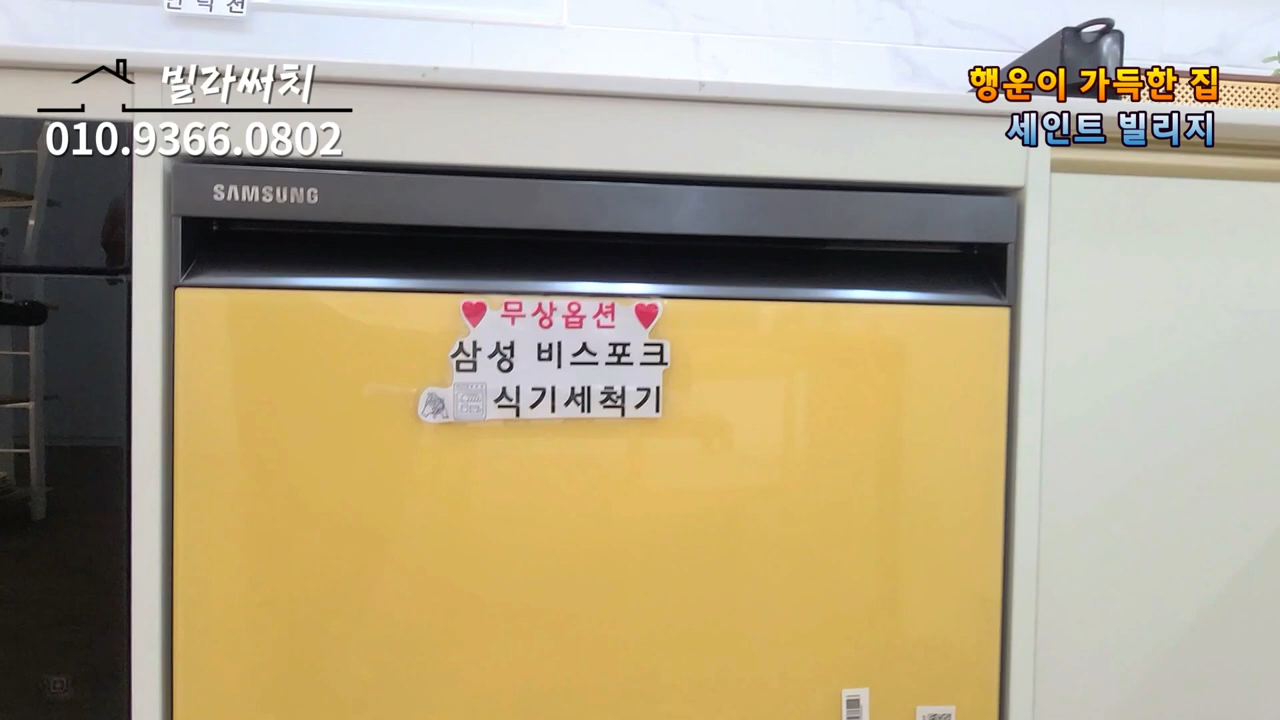 빌라써치
010.9366.0802
행운이 가득한 집
세인트 빌리지
SAMSUNG
무상옵션
삼성 비스포크
식기세척기